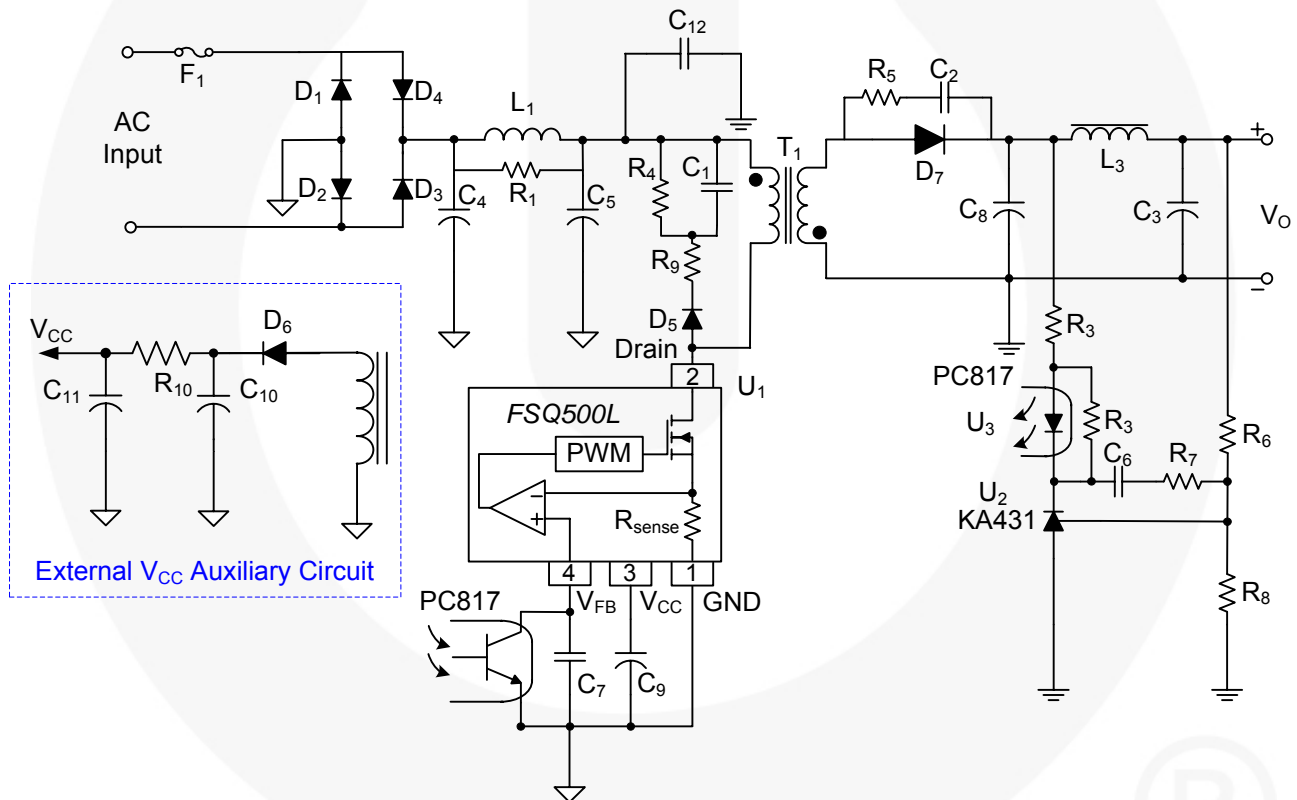 C12
F1
D1
D4
L1
R5
C2
AC
Input
T1
+
D2
D3
C4
R1
C5
R4
C1
D7
L3
C8
C3
VO
R9
–
D5
Drain
R3
VCC
D6
R10
C11
C10
External VCC Auxiliary Circuit
2
U1
FSQ500L
PWM
–
+
Rsense
4
3
1
PC817
VFB
VCC
GND
C7
C9
PC817
U3
R3
R6
C6
R7
U2
KA431
R8
R